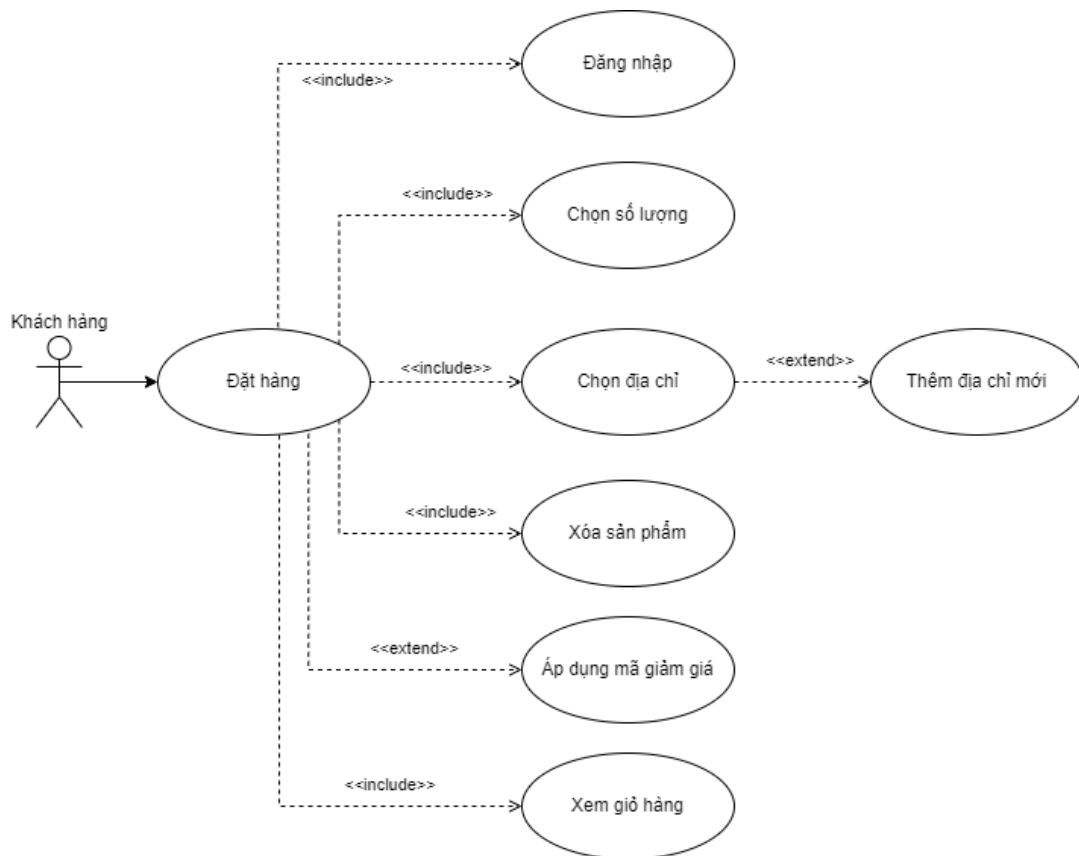 Đăng nhập
<<include>>
<<include>>
Chọn số lượng
Khách hàng
Đặt hàng
<<include>>
Chọn địa chỉ
<<extend>>
Thêm địa chỉ mới
<<include>>
Xóa sản phẩm
<<extend>>
Áp dụng mã giảm giá
<<include>>
Xem giỏ hàng